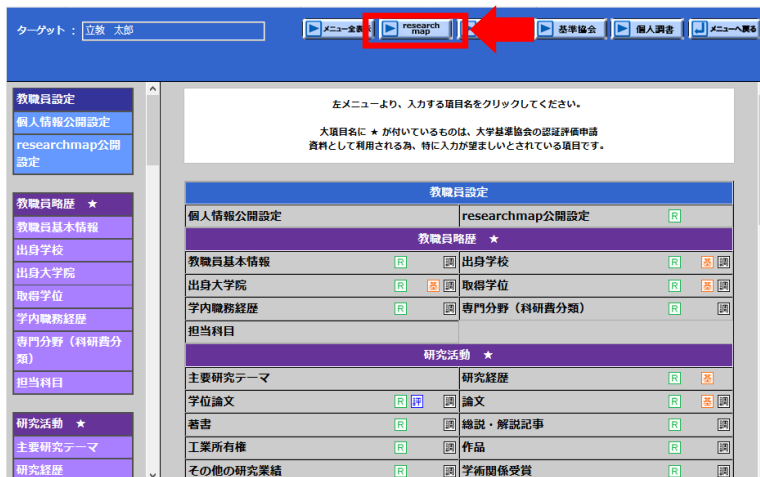 ターゲット： 立教 太郎
メニュー全表
research map
基準協会
個人調書
メニューへ戻る
教職員設定
個人情報公開設定
researchmap公開
設定
教職員略歴 ★
教職員基本情報
出身学校
出身大学院
取得学位
学内職務経歴
専門分野（科研費分
類）
担当科目
研究活動 ★
主要研究テーマ
研究経歴
左メニューより、入力する項目名をクリックしてください。
大項目名に ★ が付いているものは、大学基準協会の認証評価申請
資料として利用される為、特に入力が望ましいとされている項目です。
教職員設定
個人情報公開設定 researchmap公開設定 R
教職員略歴 ★
教職員基本情報 R 調 出身学校 R 基 調
出身大学院 R 基 調 取得学位 R 基 調
学内職務経歴 R 調 専門分野（科研費分類） R 調
担当科目
研究活動 ★
主要研究テーマ 研究経歴 R 基
学位論文 R 評 調 論文 R 基 調
著書 R 調 総説・解説記事 R 調
工業所有権 R 調 作品 R 調
その他の研究業績 R 調 学術関係受賞 R 調